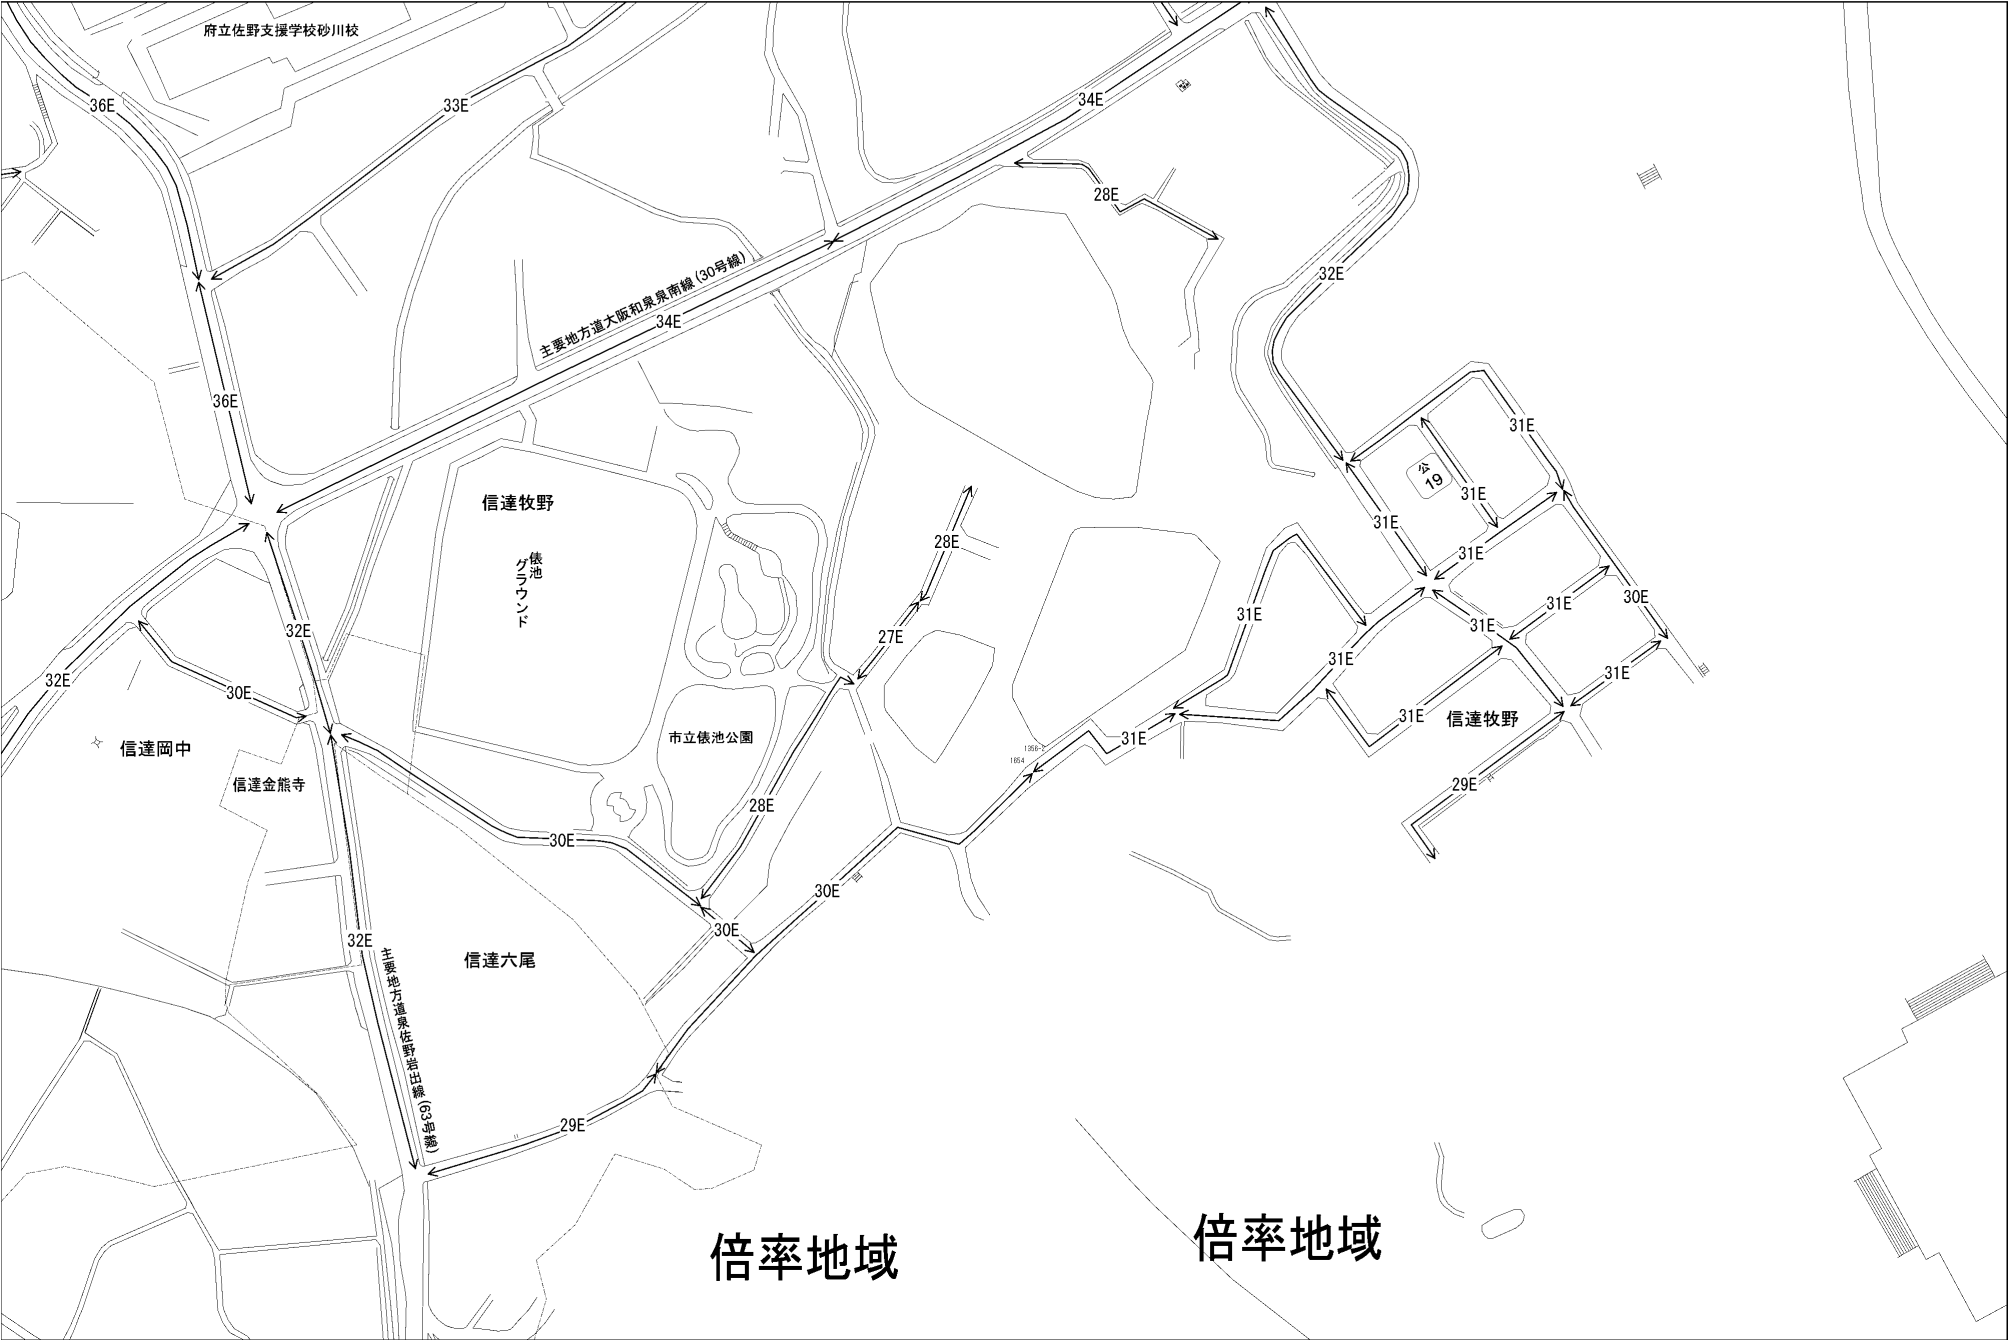 府立佐野支援学校砂川校
36E
33E
34E
28E
主要地方道大阪和泉泉南線(30号線)
34E
32E
36E
31E
公
19
31E
信達牧野
俵池
グラウンド
31E
28E
31E
31E
30E
31E
31E
32E
27E
31E
31E
32E
30E
31E
信達牧野
信達岡中
市立俵池公園
31E
1356-2
1654
信達金熊寺
29E
28E
30E
30E
30E
32E
信達六尾
主要地方道泉佐野岩出線(63号線)
29E
倍率地域
倍率地域